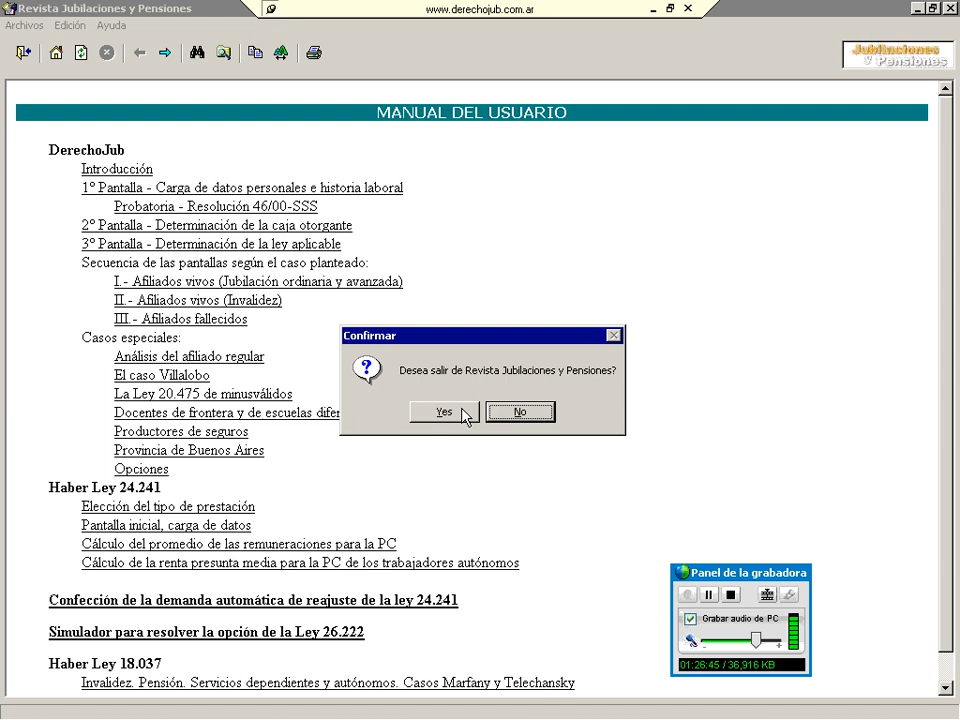 Revista Jubilaciones y Pensiones
www.derechojub.com.ar
Archivos Edición Ayuda
Jubilaciones
y Pensiones
MANUAL DEL USUARIO
DerechoJub
Introducción
1º Pantalla - Carga de datos personales e historia laboral
Probatoria - Resolución 46/00-SSS
2º Pantalla - Determinación de la caja otorgante
3º Pantalla - Determinación de la ley aplicable
Secuencia de las pantallas según el caso planteado:
I.- Afiliados vivos (Jubilación ordinaria y avanzada)
II.- Afiliados vivos (Invalidez)
III.- Afiliados fallecidos
Casos especiales:
Análisis del afiliado regular
El caso Villalobo
La Ley 20.475 de minusválidos
Docentes de frontera y de escuelas difer
Productores de seguros
Provincia de Buenos Aires
Opciones
Confirmar
Desea salir de Revista Jubilaciones y Pensiones?
Yes No
Haber Ley 24.241
Elección del tipo de prestación
Pantalla inicial, carga de datos
Cálculo del promedio de las remuneraciones para la PC
Cálculo de la renta presunta media para la PC de los trabajadores autónomos
Confección de la demanda automática de reajuste de la ley 24.241
Simulador para resolver la opción de la Ley 26.222
Haber Ley 18.037
Invalidez. Pensión. Servicios dependientes y autónomos. Casos Marfany y Telechansky
Panel de la grabadora
Grabar audio de PC
- +
01:26:45 / 36,916 KB